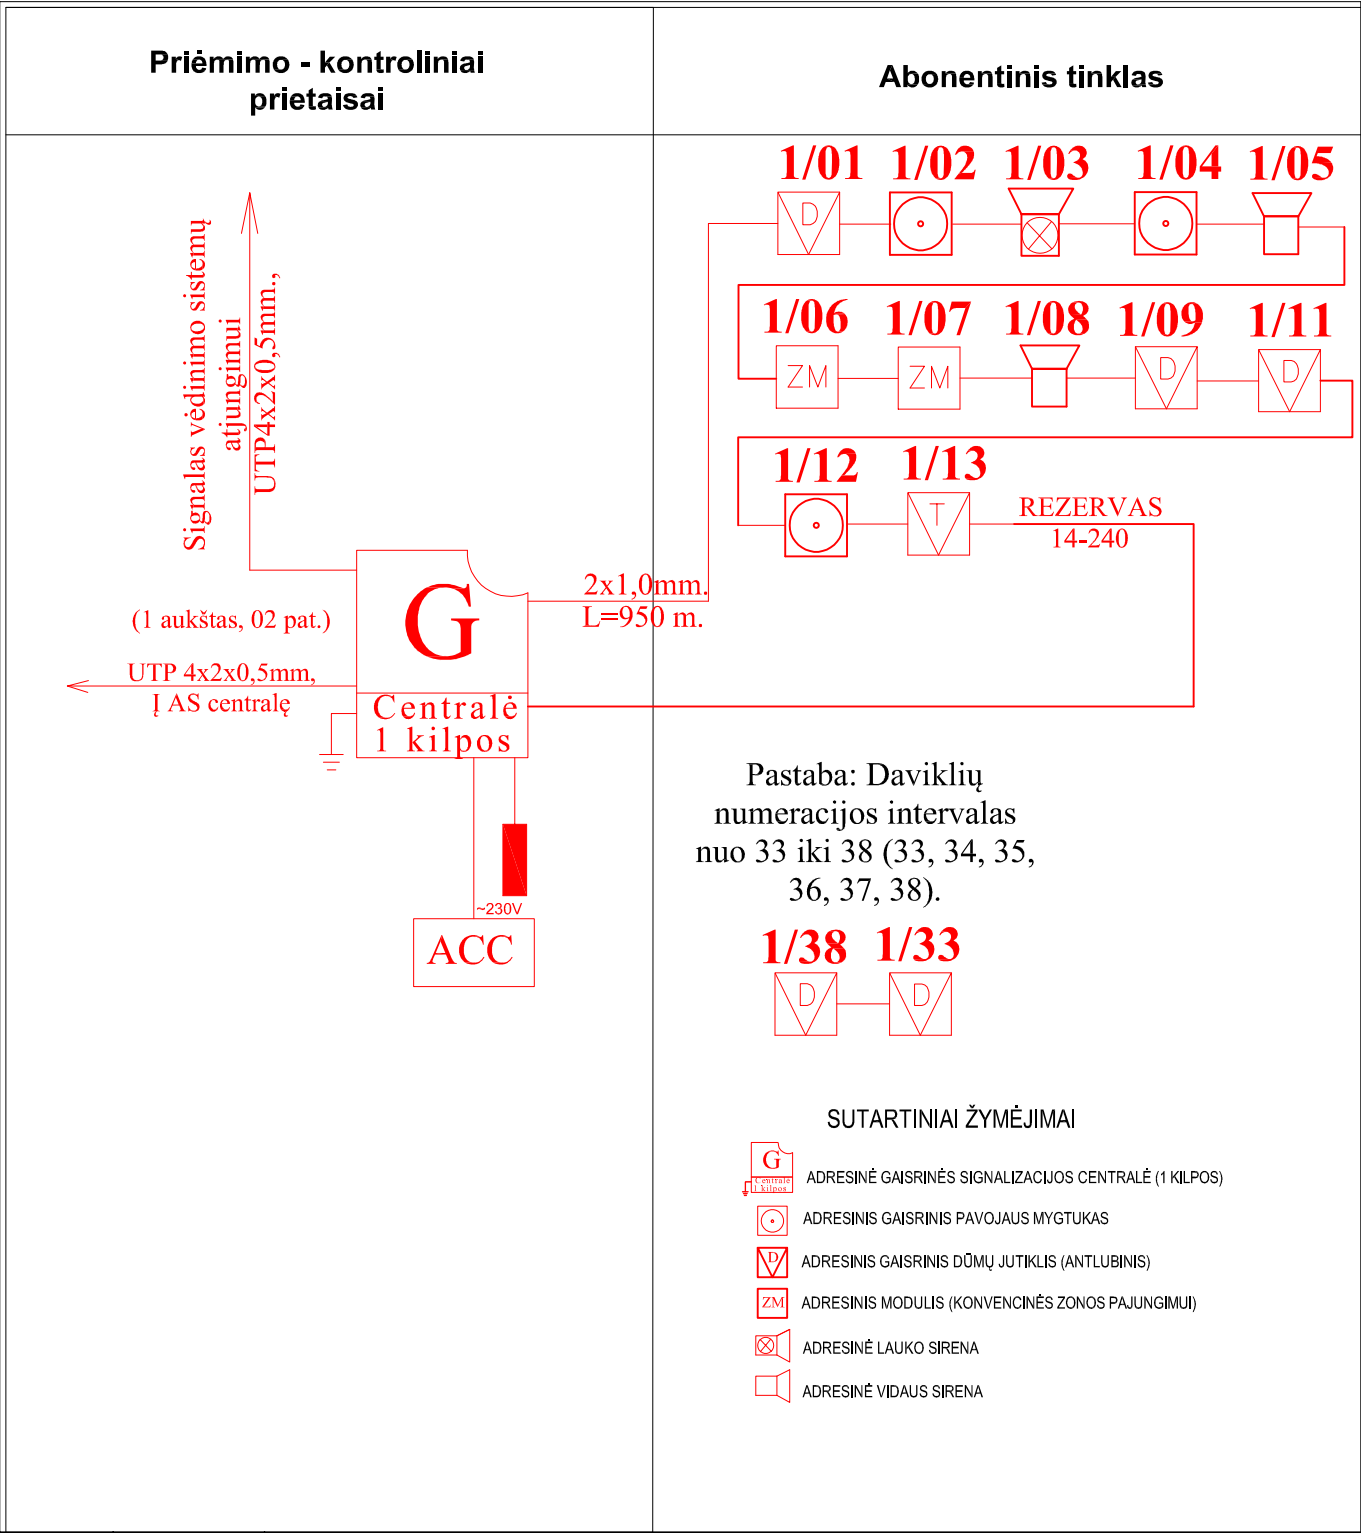 Priėmimo - kontroliniai
prietaisai
Abonentinis tinklas
Signalas vėdinimo sistemų
atjungimui
UTP4x2x0,5mm.,
1/01
1/02
1/03
1/04
1/05
D
1/06
1/07
1/08
1/09
1/11
ZM
ZM
D
D
1/12
1/13
T
REZERVAS
14-240
G
Centralė
1 kilpos
2x1,0mm.
L=950 m.
(1 aukštas, 02 pat.)
UTP 4x2x0,5mm,
Į AS centralę
~230V
ACC
Pastaba: Daviklių
numeracijos intervalas
nuo 33 iki 38 (33, 34, 35,
36, 37, 38).
1/38
1/33
D
D
SUTARTINIAI ŽYMĖJIMAI
G
Centralė
1 kilpos
ADRESINĖ GAISRINĖS SIGNALIZACIJOS CENTRALĖ (1 KILPOS)
ADRESINIS GAISRINIS PAVOJAUS MYGTUKAS
D
ADRESINIS GAISRINIS DŪMŲ JUTIKLIS (ANTLUBINIS)
ZM
ADRESINIS MODULIS (KONVENCINĖS ZONOS PAJUNGIMUI)
ADRESINĖ LAUKO SIRENA
ADRESINĖ VIDAUS SIRENA